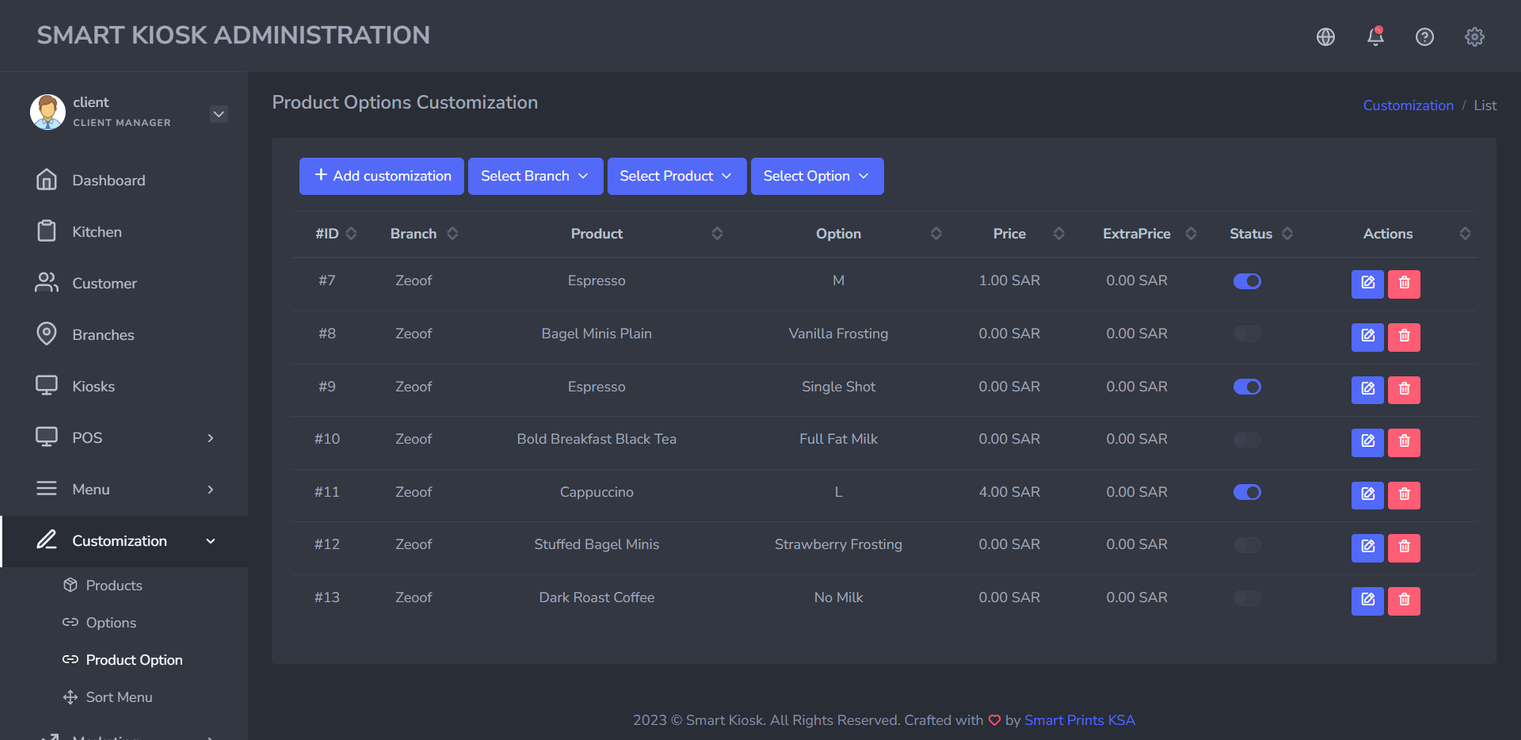 SMART KIOSK ADMINISTRATION
client
CLIENT MANAGER
Dashboard
Kitchen
Customer
Branches
Kiosks
POS
Menu
Customization
Products
Options
Product Option
Sort Menu
Marketing
Product Options Customization
Customization / List
+ Add customization Select Branch Select Product Select Option
#ID Branch Product Option Price ExtraPrice Status Actions
#7 Zeoof Espresso M 1.00 SAR 0.00 SAR
#8 Zeoof Bagel Minis Plain Vanilla Frosting 0.00 SAR 0.00 SAR
#9 Zeoof Espresso Single Shot 0.00 SAR 0.00 SAR
#10 Zeoof Bold Breakfast Black Tea Full Fat Milk 0.00 SAR 0.00 SAR
#11 Zeoof Cappuccino L 4.00 SAR 0.00 SAR
#12 Zeoof Stuffed Bagel Minis Strawberry Frosting 0.00 SAR 0.00 SAR
#13 Zeoof Dark Roast Coffee No Milk 0.00 SAR 0.00 SAR
2023 © Smart Kiosk. All Rights Reserved. Crafted with ♡ by Smart Prints KSA